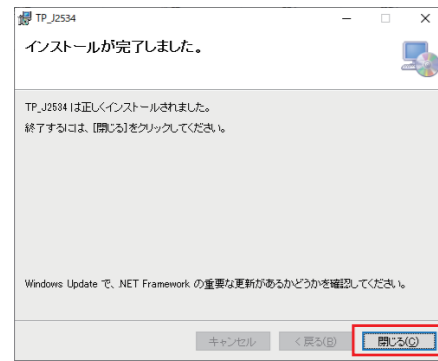 TP_J2534
インストールが完了しました。
TP_J2534 は正しくインストールされました。
終了するには、[閉じる]をクリックしてください。
Windows Update で、.NET Framework の重要な更新があるかどうかを確認してください。
キャンセル
< 戻る(B)
閉じる(C)